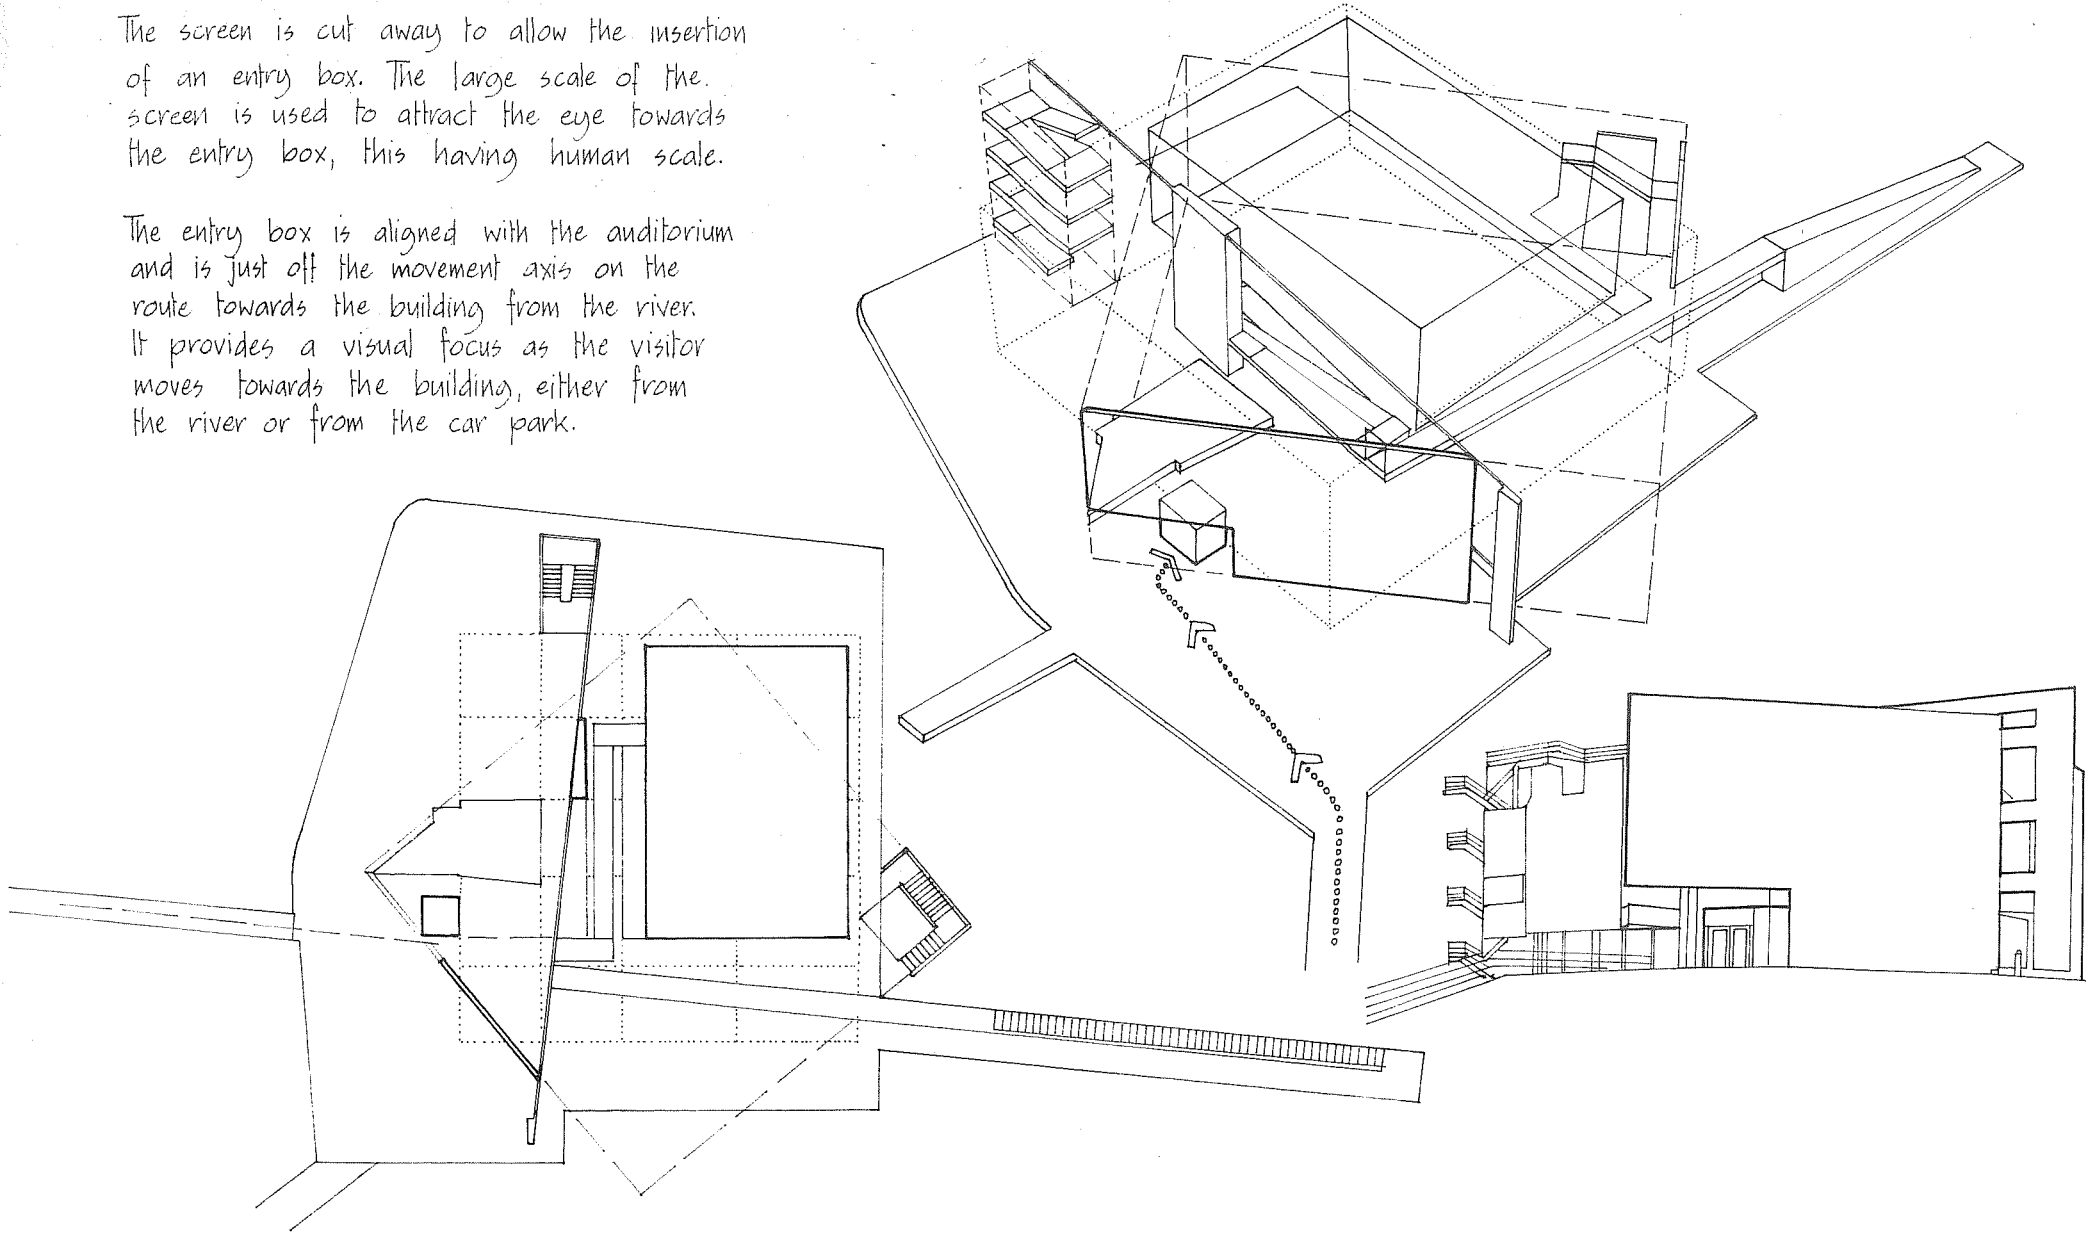 The screen is cut away to allow the insertion
of an entry box. The large scale of the
screen is used to attract the eye towards
the entry box, this having human scale.
The entry box is aligned with the auditorium
and is just off the movement axis on the
route towards the building from the river.
It provides a visual focus as the visitor
moves towards the building, either from
the river or from the car park.